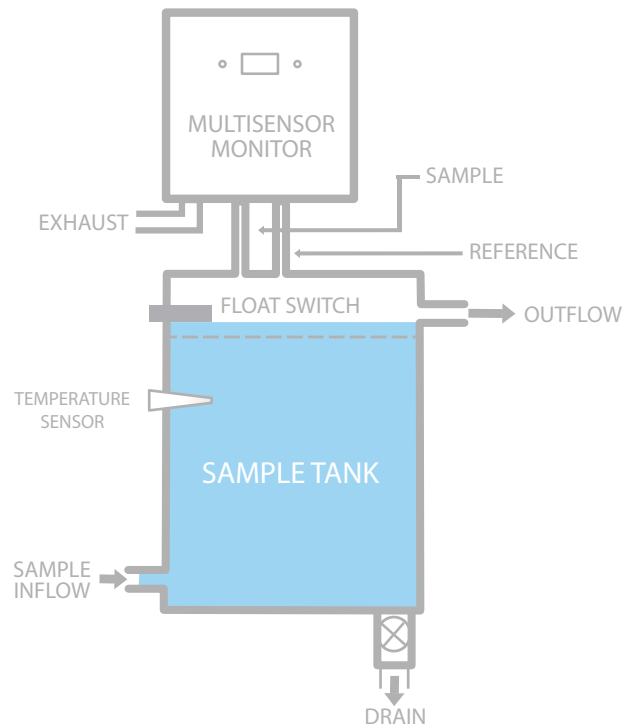 MULTISENSOR
MONITOR
SAMPLE
EXHAUST
REFERENCE
FLOAT SWITCH
OUTFLOW
TEMPERATURE
SENSOR
SAMPLE TANK
SAMPLE
INFLOW
DRAIN